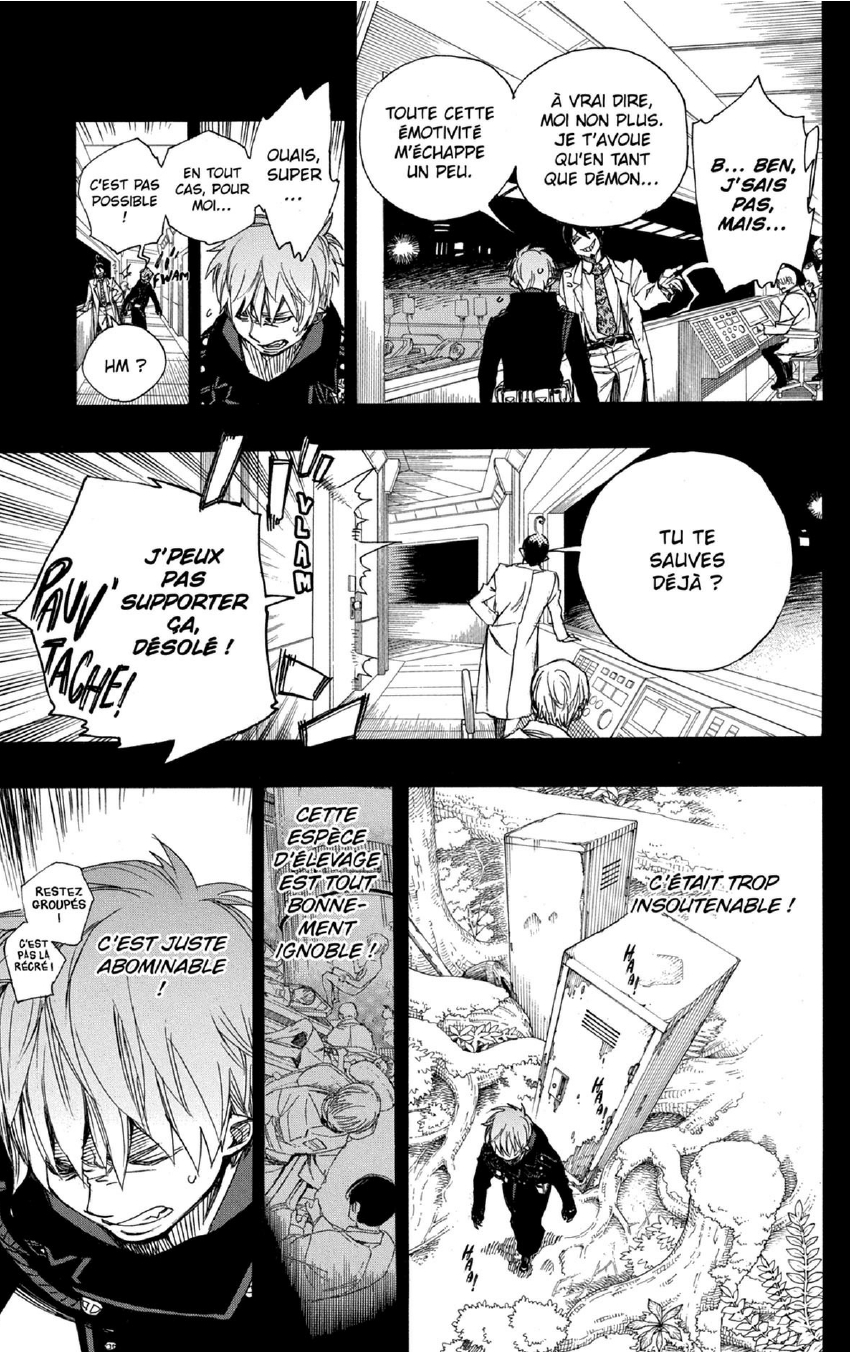 B... BEN,
J'SAIS
PAS,
MAIS...
À VRAI DIRE,
MOI NON PLUS.
JE T'AVOUE
QU'EN TANT
QUE DÉMON...
TOUTE CETTE
ÉMOTIVITÉ
M'ÉCHAPPE
UN PEU.
OUAIS,
SUPER
...
EN TOUT
CAS, POUR
MOI...
C'EST PAS
POSSIBLE
!
FWAM
HM ?
TU TE
SAUVES
DÉJÀ ?
VLAM
J'PEUX
PAS
SUPPORTER
ÇA,
DÉSOLÉ !
PAUV'
TACHE!
C'ÉTAIT TROP
INSOUTENABLE !
HAA!
HAA!
HAA!
CETTE
ESPÈCE
D'ÉLEVAGE
EST TOUT
BONNE-
MENT
IGNOBLE !
C'EST JUSTE
ABOMINABLE
!
RESTEZ
GROUPÉS
!
C'EST
PAS LA
RÉCRÉ !